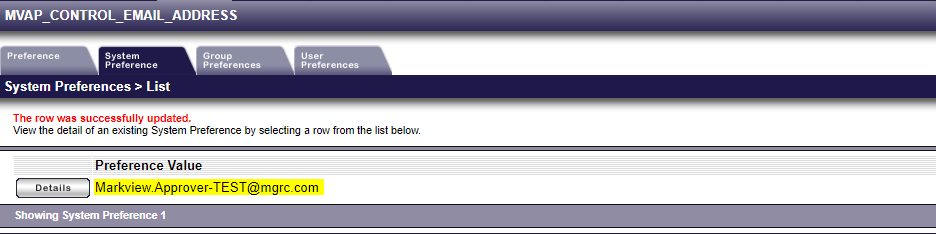 MVAP_CONTROL_EMAIL_ADDRESS
Preference
System Preference
Group Preferences
User Preferences
System Preferences > List
The row was successfully updated.
View the detail of an existing System Preference by selecting a row from the list below.
Preference Value
Details Markview.Approver-TEST@mgrc.com
Showing System Preference 1